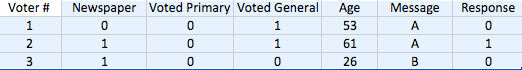 Voter # Newspaper Voted Primary Voted General Age Message Response
1 0 0 1 53 A 0
2 1 0 1 61 A 1
3 1 0 0 26 B 0